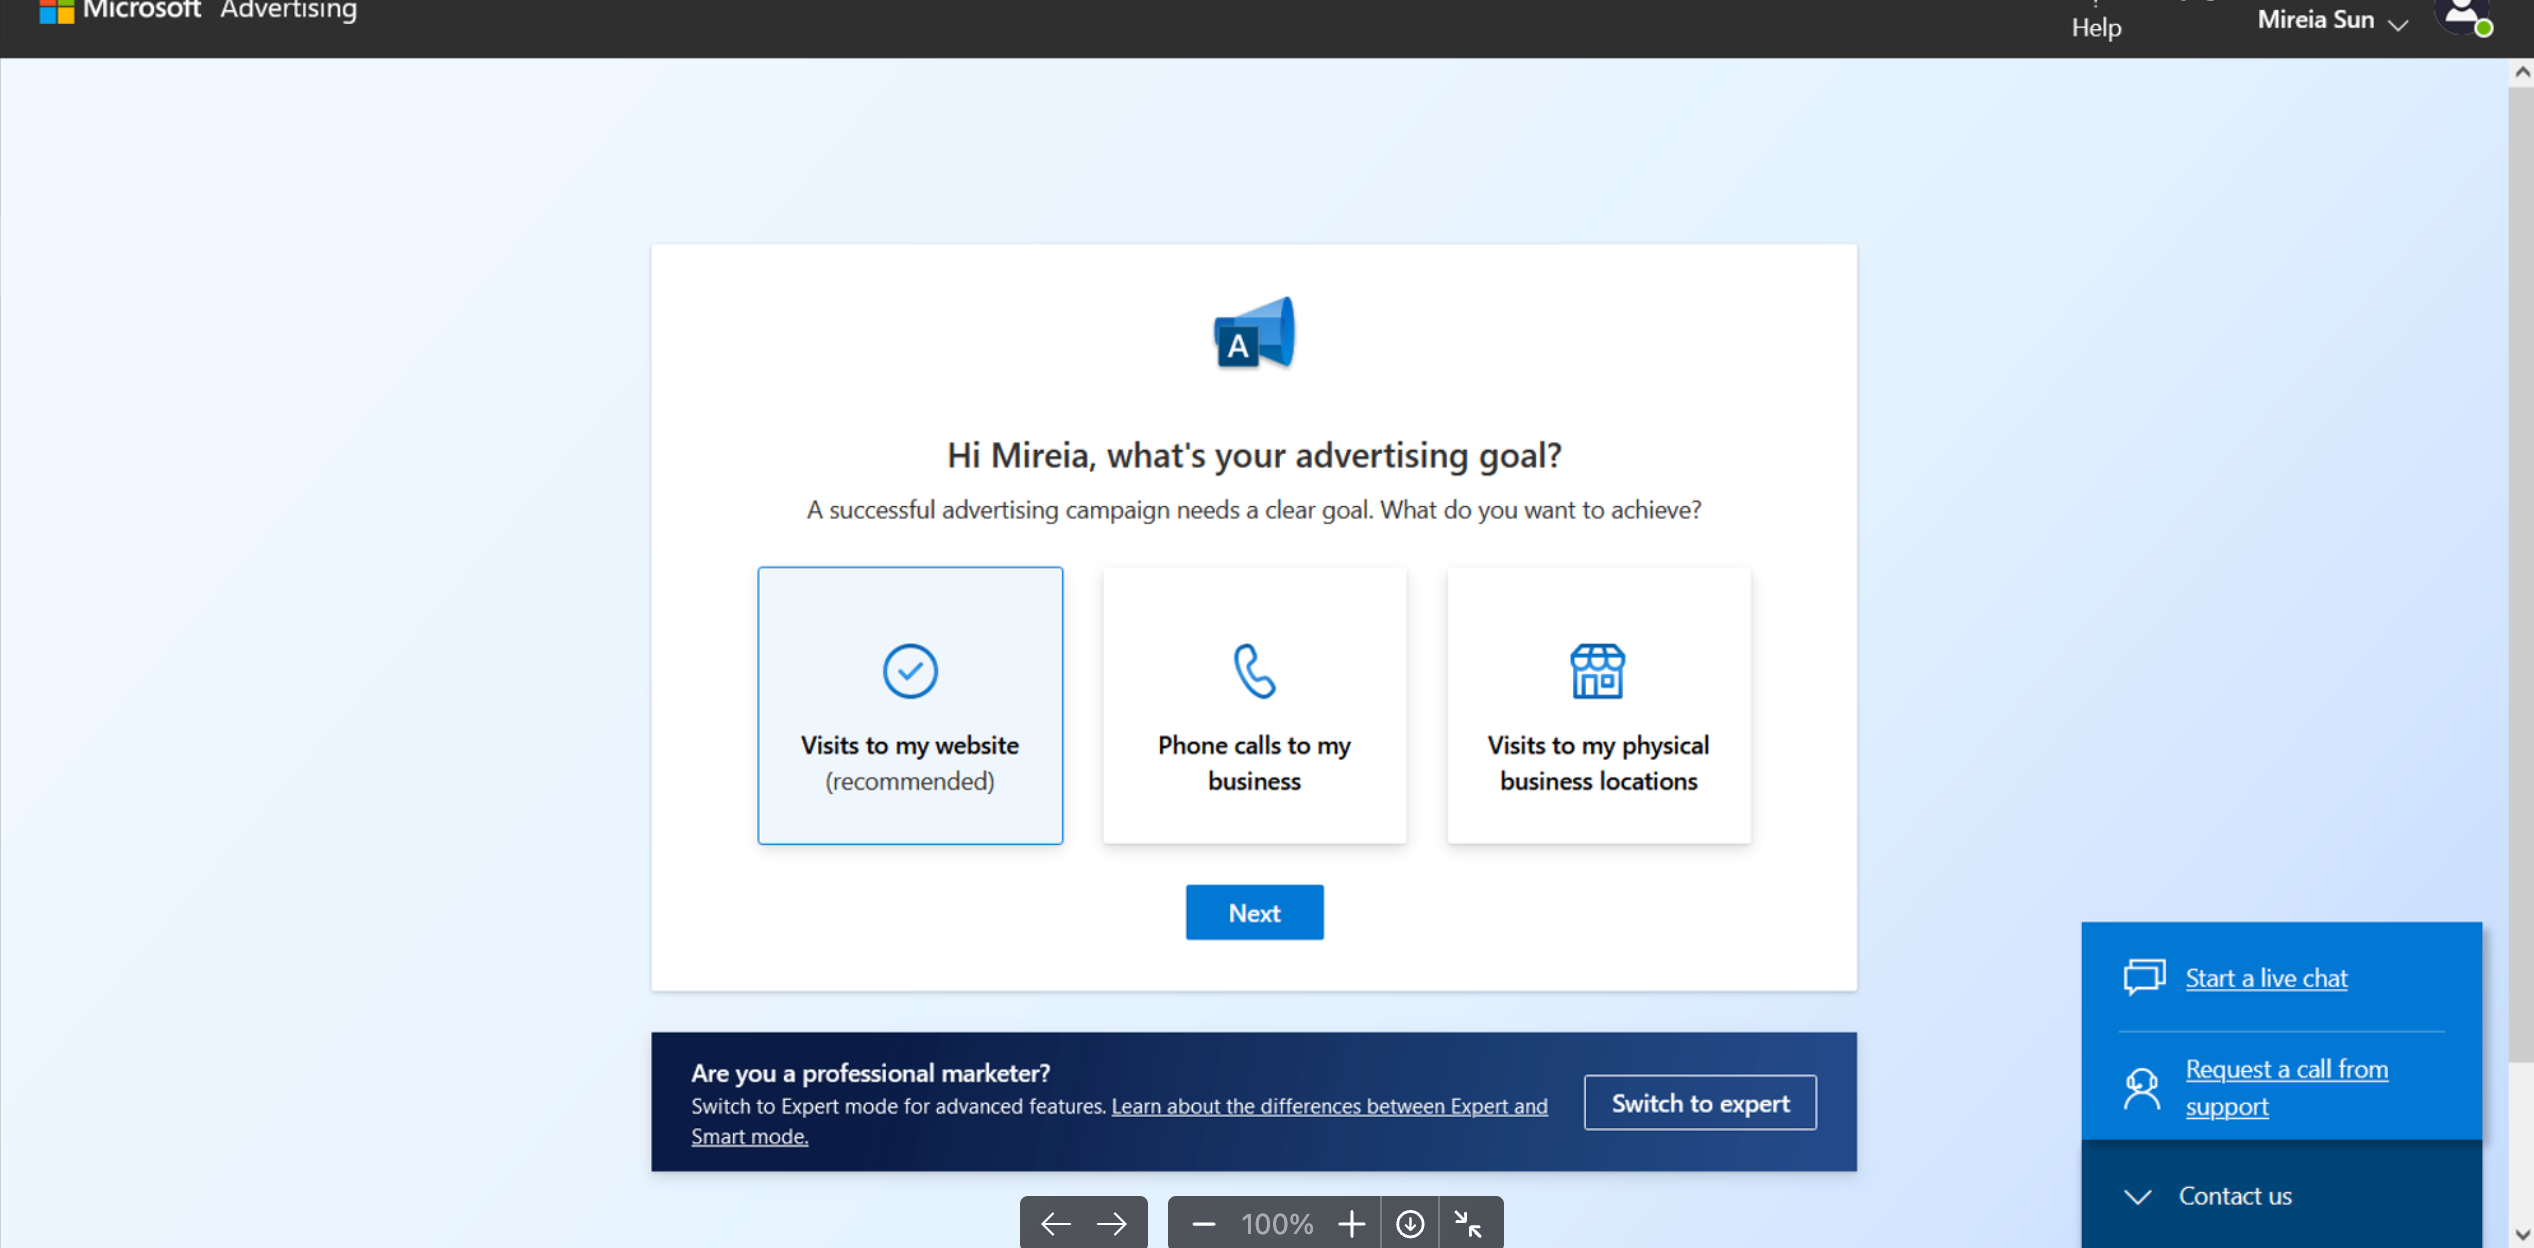 Microsoft Advertising
Help
Mireia Sun
A
Hi Mireia, what's your advertising goal?
A successful advertising campaign needs a clear goal. What do you want to achieve?
Visits to my website
(recommended)
Phone calls to my
business
Visits to my physical
business locations
Next
Are you a professional marketer?
Switch to Expert mode for advanced features. Learn about the differences between Expert and
Smart mode.
Switch to expert
Start a live chat
Request a call from
support
Contact us
100%